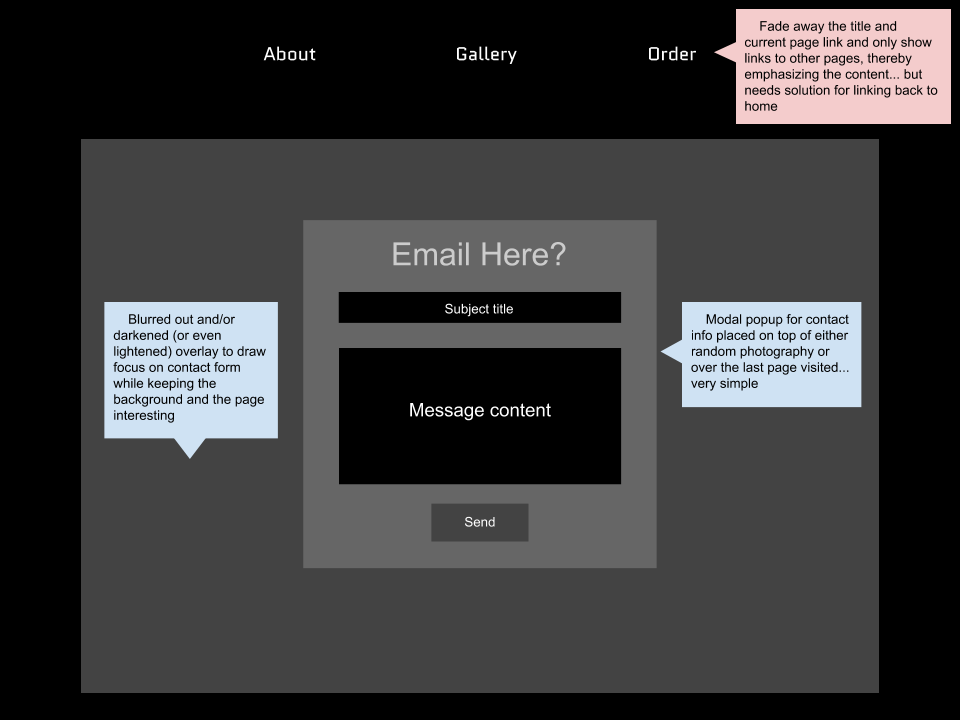 About
Gallery
Order
Fade away the title and
current page link and only show
links to other pages, thereby
emphasizing the content... but
needs solution for linking back to
home
Email Here?
Subject title
Message content
Send
Blurred out and/or
darkened (or even
lightened) overlay to draw
focus on contact form
while keeping the
background and the page
interesting
Modal popup for contact
info placed on top of either
random photography or
over the last page visited...
very simple